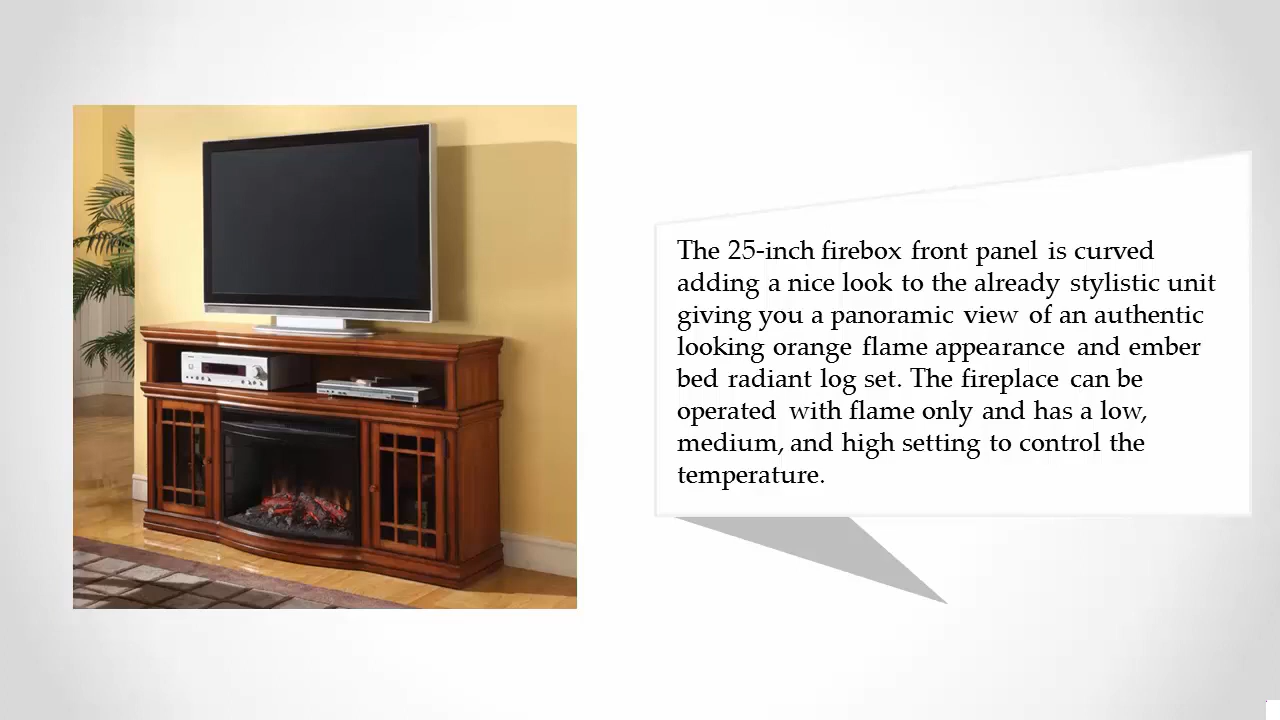 The 25-inch firebox front panel is curved
adding a nice look to the already stylistic unit
giving you a panoramic view of an authentic
looking orange flame appearance and ember
bed radiant log set. The fireplace can be
operated with flame only and has a low,
medium, and high setting to control the
temperature.